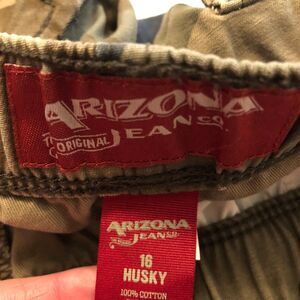 ARIZONA
THE ORIGINAL JEAN CO.
ARIZONA
JEAN CO
16
HUSKY
100% COTTON